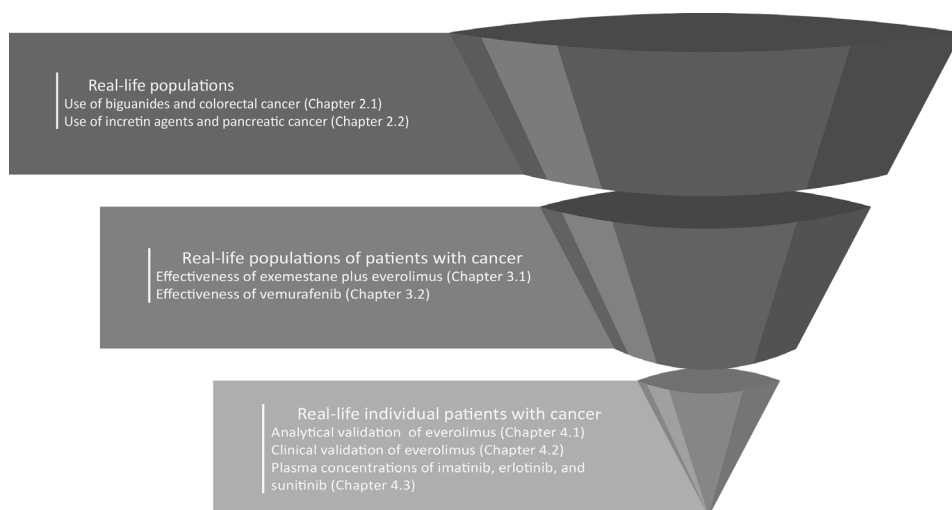 Real-life populations
Use of biguanides and colorectal cancer (Chapter 2.1)
Use of incretin agents and pancreatic cancer (Chapter 2.2)
Real-life populations of patients with cancer
Effectiveness of exemestane plus everolimus (Chapter 3.1)
Effectiveness of vemurafenib (Chapter 3.2)
Real-life individual patients with cancer
Analytical validation of everolimus (Chapter 4.1)
Clinical validation of everolimus (Chapter 4.2)
Plasma concentrations of imatinib, erlotinib, and
sunitinib (Chapter 4.3)